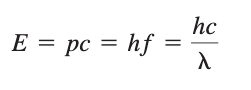 E = pc = hf = hc/λ